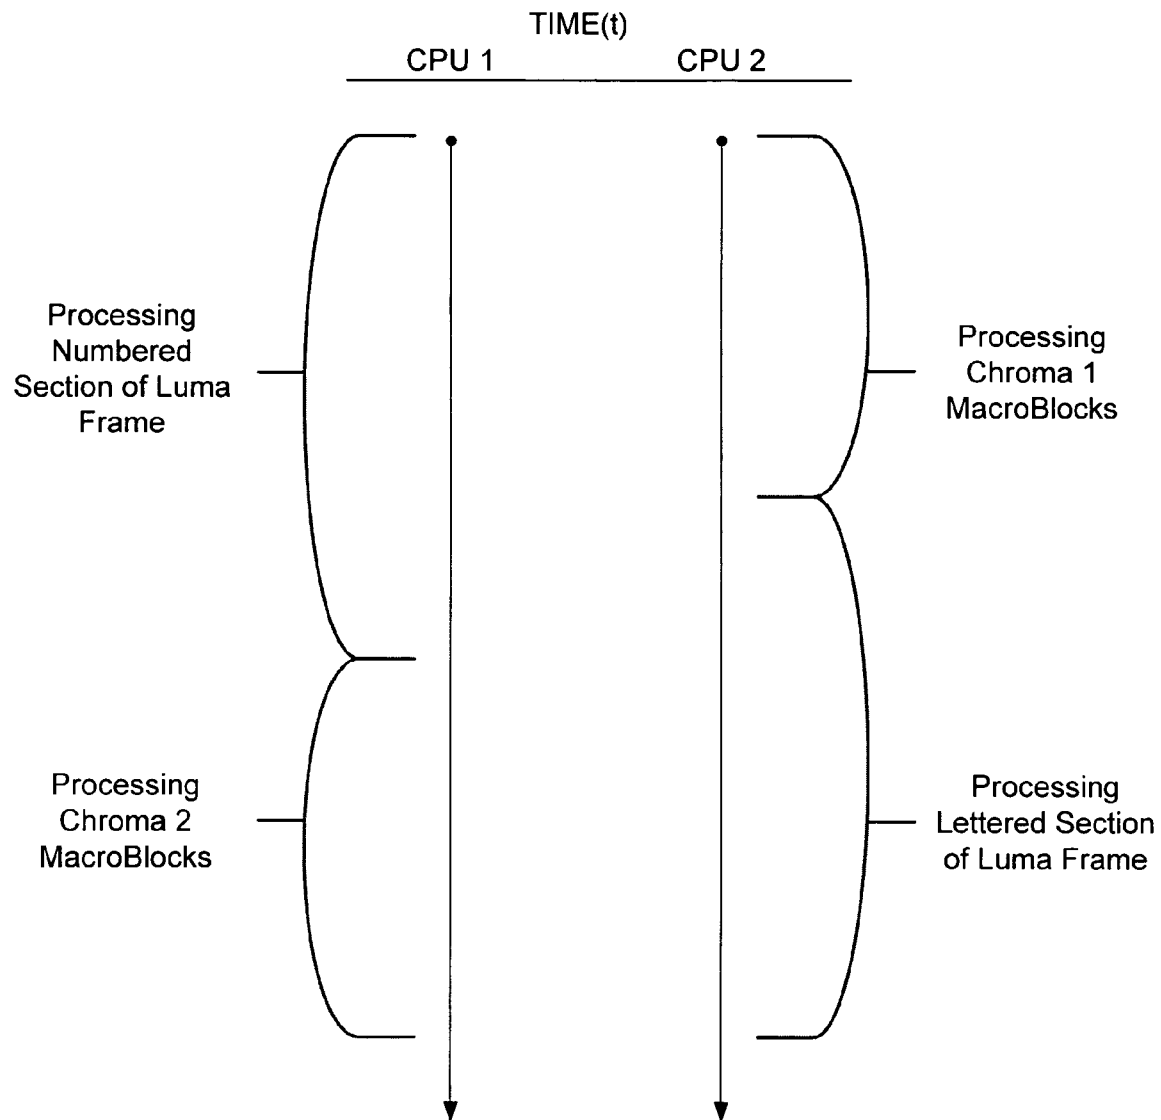 TIME(t)
CPU 1 CPU 2
Processing
Numbered
Section of Luma
Frame
Processing
Chroma 1
MacroBlocks
Processing
Chroma 2
MacroBlocks
Processing
Lettered Section
of Luma Frame